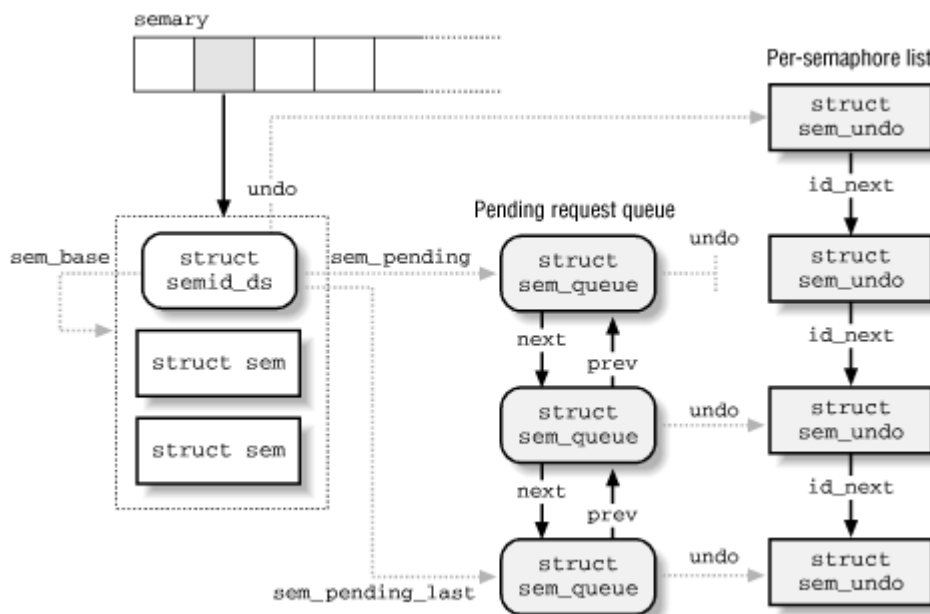 semary
Per-semaphore list
struct
sem_undo
undo
id_next
Pending request queue
undo
sem_base
struct
semid_ds
sem_pending
struct
sem_queue
struct
sem_undo
next
prev
id_next
struct sem
struct
sem_queue
undo
struct
sem_undo
struct sem
next
prev
id_next
sem_pending_last
struct
sem_queue
undo
struct
sem_undo